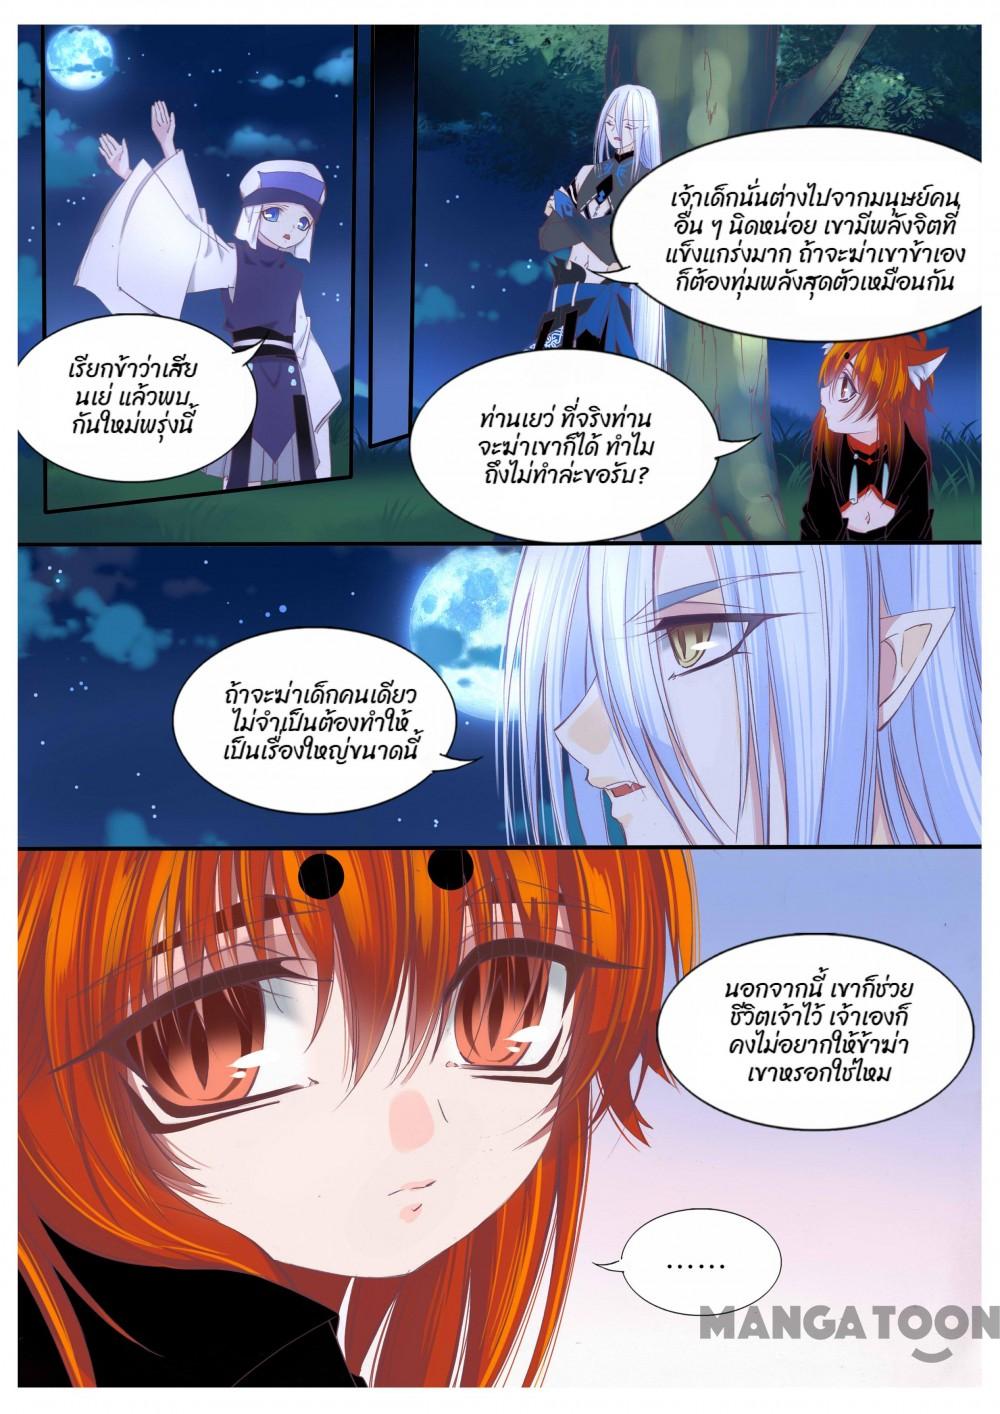 เรียกข้าว่าเสีย
นเย่ แล้วพบ
กันใหม่พรุ่งนี้
เจ้าเด็กนั่นต่างไปจากมนุษย์คน
อื่น ๆ นิดหน่อย เขามีพลังจิตที่
แข็งแกร่งมาก ถ้าจะฆ่าเขาข้าเอง
ก็ต้องทุ่มพลังสุดตัวเหมือนกัน
ท่านเยว่ ที่จริงท่าน
จะฆ่าเขาก็ได้ ทำไม
ถึงไม่ทำล่ะขอรับ?
ถ้าจะฆ่าเด็กคนเดียว
ไม่จำเป็นต้องทำให้
เป็นเรื่องใหญ่ขนาดนี้
นอกจากนี้ เขาก็ช่วย
ชีวิตเจ้าไว้ เจ้าเองก็
คงไม่อยากให้ข้าฆ่า
เขาหรอกใช่ไหม
......
MANGATOON